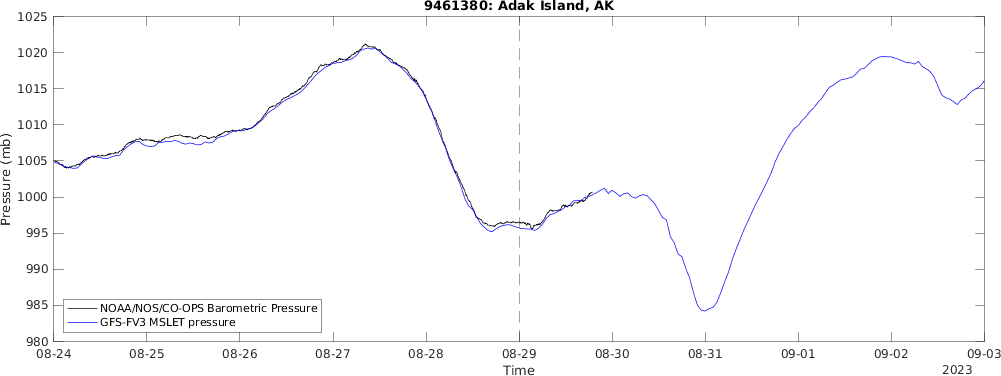 9461380: Adak Island, AK
Pressure (mb)
1025
1020
1015
1010
1005
1000
995
990
985
980
NOAA/NOS/CO-OPS Barometric Pressure
GFS-FV3 MSLET pressure
08-24 08-25 08-26 08-27 08-28 08-29 08-30 08-31 09-01 09-02 09-03
Time
2023